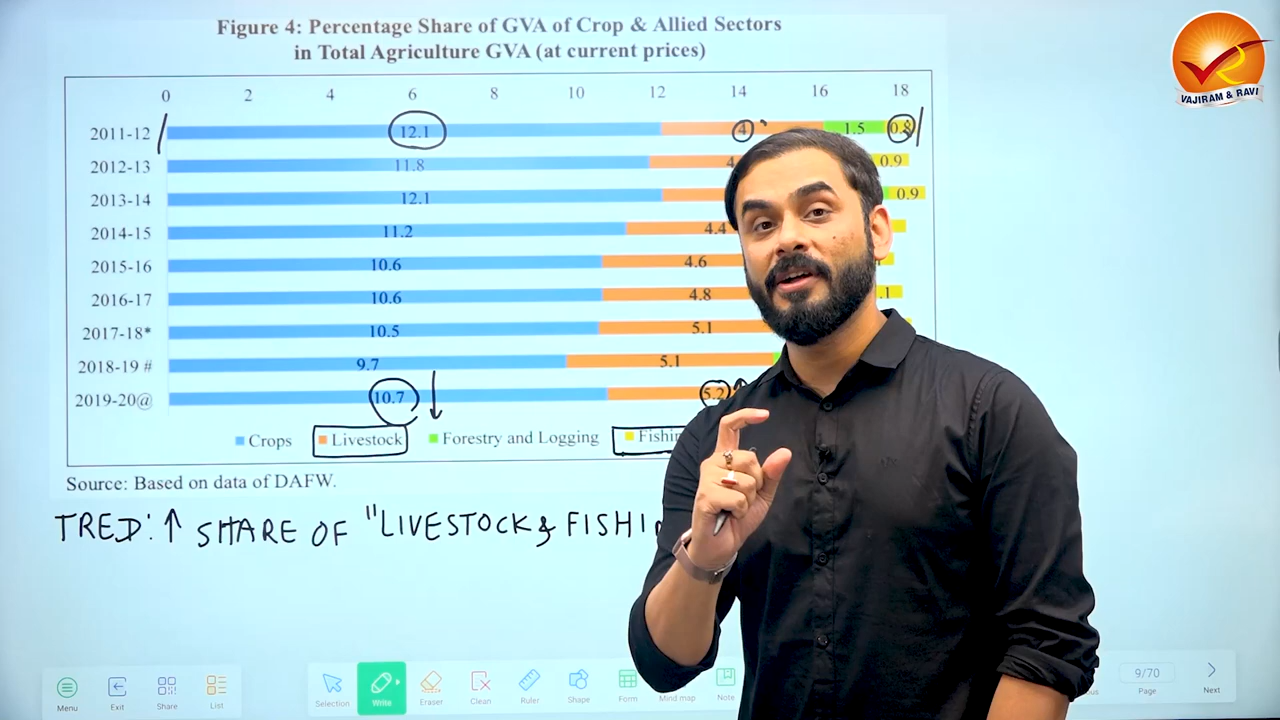 Figure 4: Percentage Share of GVA of Crop & Allied Sectors
in Total Agriculture GVA (at current prices)
VAJIRAM & RAVI
0 2 4 6 8 10 12 14 16 18
2011-12 12.1 4 1.5 0.8
2012-13 11.8 0.9
2013-14 12.1 0.9
2014-15 11.2 4.4
2015-16 10.6 4.6
2016-17 10.6 4.8
2017-18* 10.5 5.1
2018-19 # 9.7 5.1
2019-20@ 10.7 5.2
Crops Livestock Forestry and Logging
Source: Based on data of DAFW.
TRED: ↑ SHARE OF "LIVESTOCK &
Menu Exit Share List Selection Write Eraser Clean Ruler Shape Form Mind map Note 9/70 Page Next